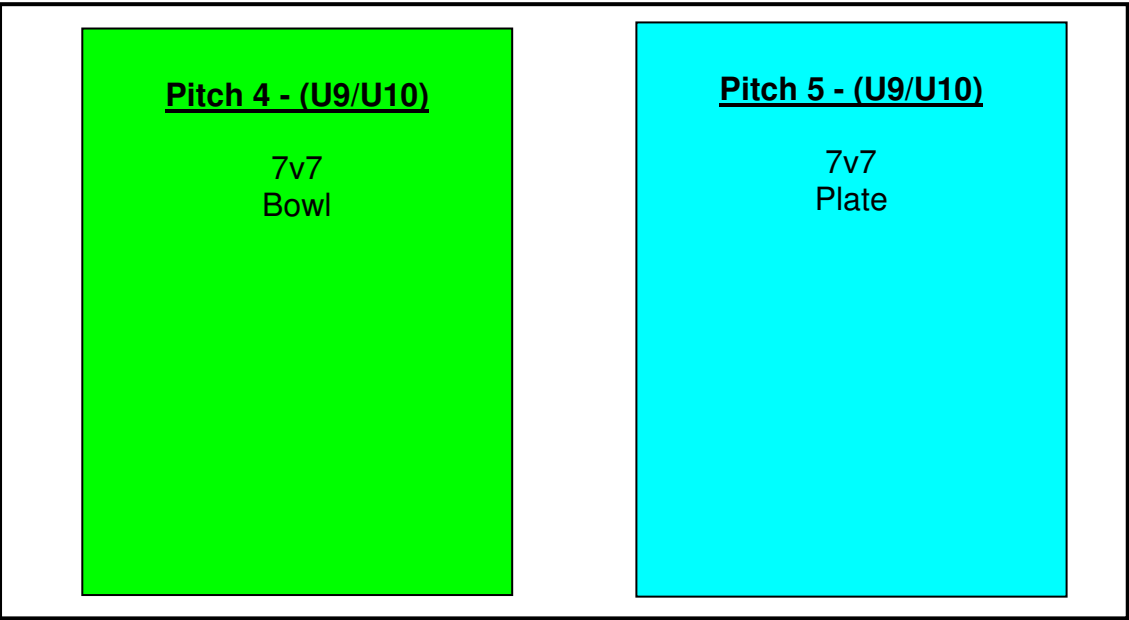 Pitch 4 - (U9/U10)
7v7
Bowl
Pitch 5 - (U9/U10)
7v7
Plate